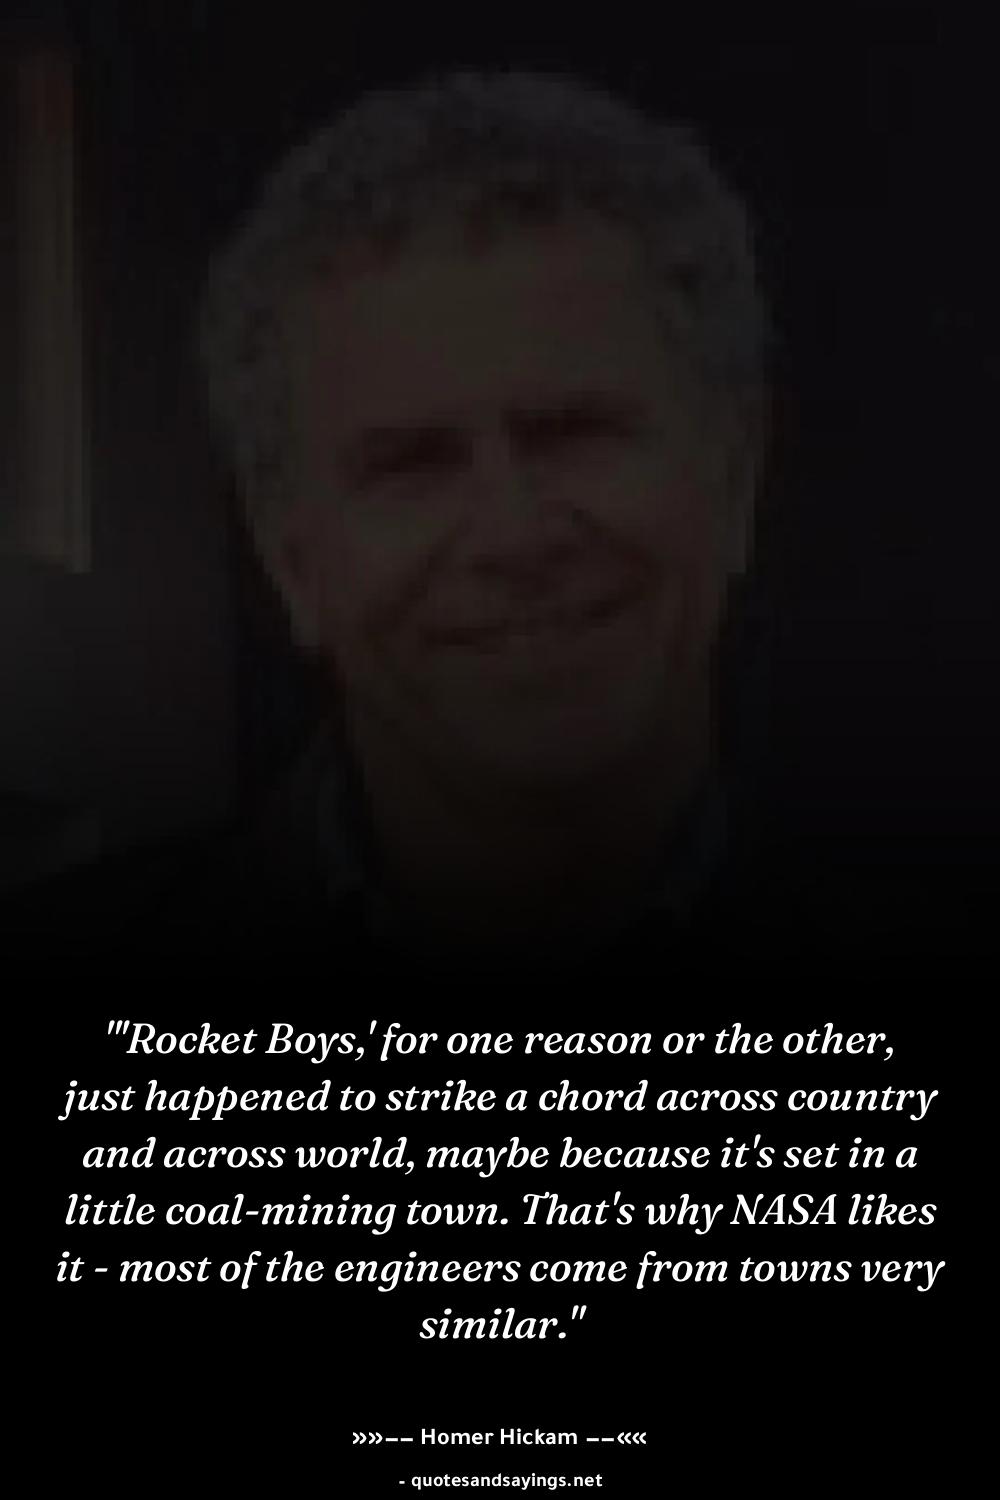 "'Rocket Boys,' for one reason or the other,
just happened to strike a chord across country
and across world, maybe because it's set in a
little coal-mining town. That's why NASA likes
it - most of the engineers come from towns very
similar."
»»−− Homer Hickam −−««
- quotesandsayings.net